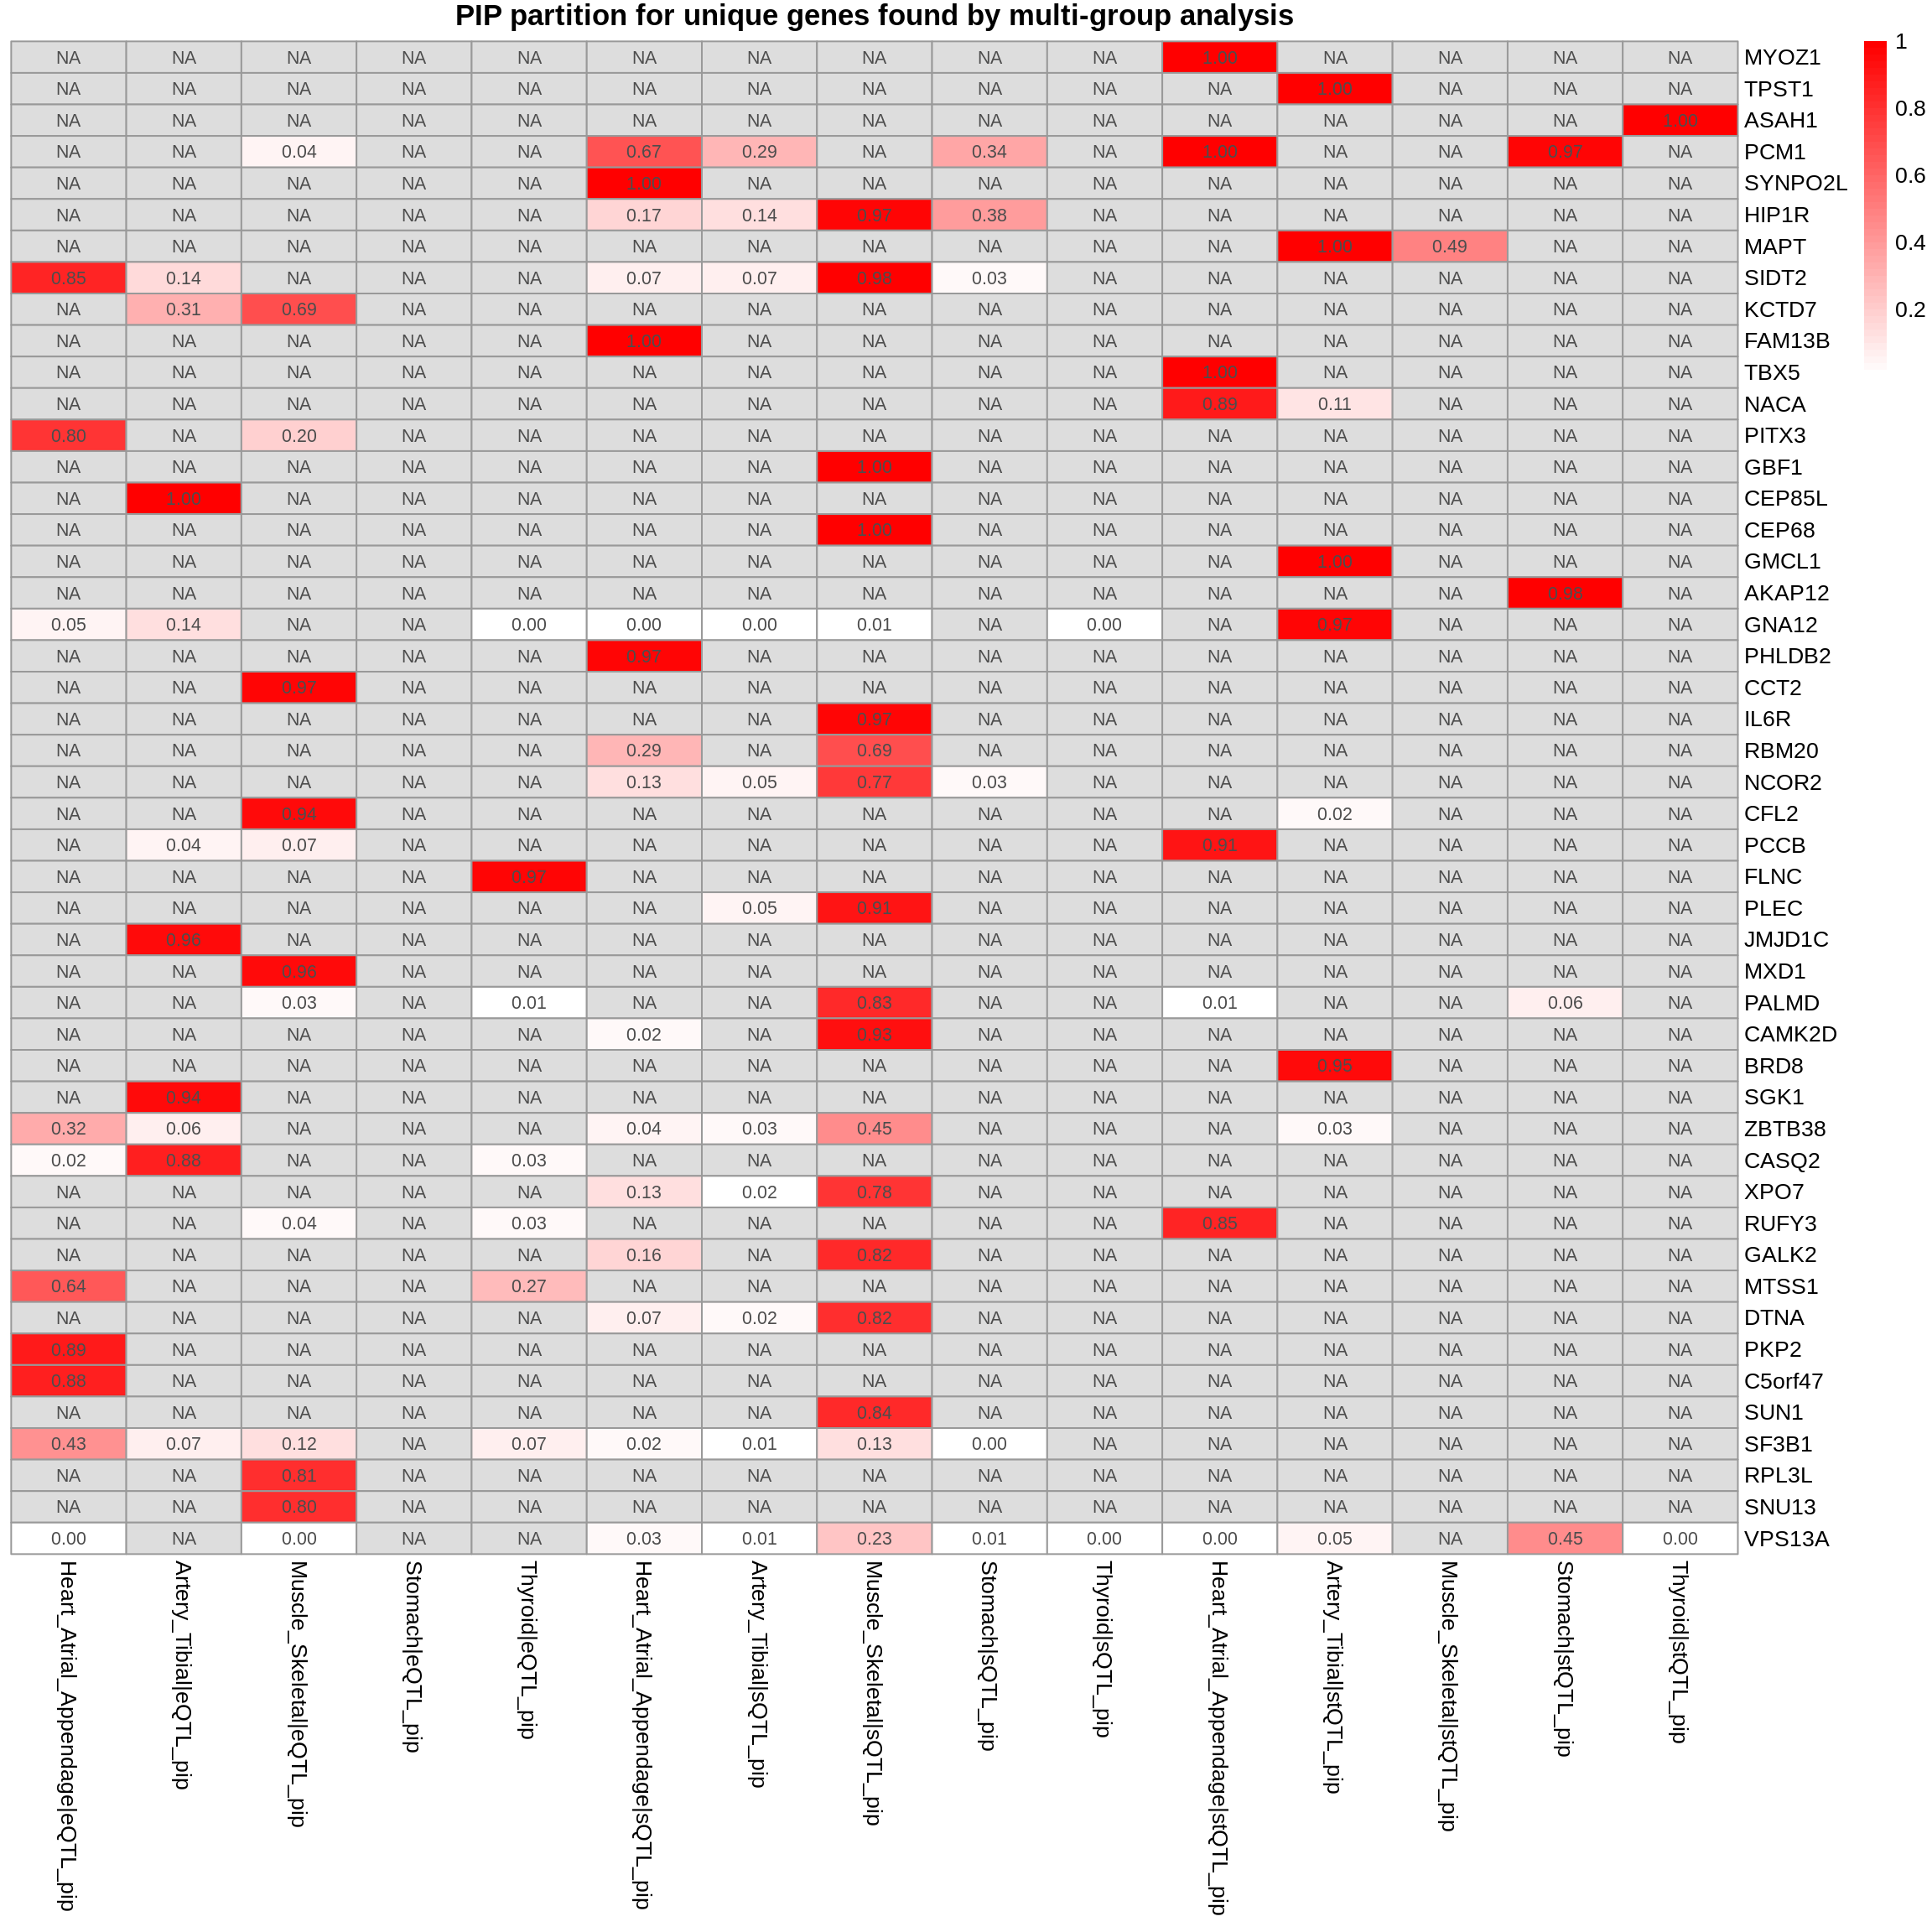 PIP partition for unique genes found by multi-group analysis
NA NA NA NA NA NA NA NA NA NA 1.00 NA NA NA NA MYOZ1 1
NA NA NA NA NA NA NA NA NA NA NA 1.00 NA NA NA TPST1
NA NA NA NA NA NA NA NA NA NA NA NA NA NA 1.00 ASAH1 0.8
NA NA 0.04 NA NA 0.67 0.29 NA 0.34 NA 1.00 NA NA 0.97 NA PCM1
NA NA NA NA NA 1.00 NA NA NA NA NA NA NA NA NA SYNPO2L 0.6
NA NA NA NA NA 0.17 0.14 0.97 0.38 NA NA NA NA NA NA HIP1R
NA NA NA NA NA NA NA NA NA NA NA 1.00 0.49 NA NA MAPT 0.4
0.85 0.14 NA NA NA 0.07 0.07 0.98 0.03 NA NA NA NA NA NA SIDT2
NA 0.31 0.69 NA NA NA NA NA NA NA NA NA NA NA NA KCTD7 0.2
NA NA NA NA NA 1.00 NA NA NA NA NA NA NA NA NA FAM13B
NA NA NA NA NA NA NA NA NA NA 1.00 NA NA NA NA TBX5
NA NA NA NA NA NA NA NA NA NA 0.89 0.11 NA NA NA NACA
0.80 NA 0.20 NA NA NA NA NA NA NA NA NA NA NA NA PITX3
NA NA NA NA NA NA NA 1.00 NA NA NA NA NA NA NA GBF1
NA 1.00 NA NA NA NA NA NA NA NA NA NA NA NA NA CEP85L
NA NA NA NA NA NA NA 1.00 NA NA NA NA NA NA NA CEP68
NA NA NA NA NA NA NA NA NA NA NA 1.00 NA NA NA GMCL1
NA NA NA NA NA NA NA NA NA NA NA NA NA 0.98 NA AKAP12
0.05 0.14 NA NA 0.00 0.00 0.00 0.01 NA 0.00 NA 0.97 NA NA NA GNA12
NA NA NA NA NA 0.97 NA NA NA NA NA NA NA NA NA PHLDB2
NA NA 0.97 NA NA NA NA NA NA NA NA NA NA NA NA CCT2
NA NA NA NA NA NA NA 0.97 NA NA NA NA NA NA NA IL6R
NA NA NA NA NA 0.29 NA 0.69 NA NA NA NA NA NA NA RBM20
NA NA NA NA NA 0.13 0.05 0.77 0.03 NA NA NA NA NA NA NCOR2
NA NA 0.94 NA NA NA NA NA NA NA NA 0.02 NA NA NA CFL2
NA 0.04 0.07 NA NA NA NA NA NA NA 0.91 NA NA NA NA PCCB
NA NA NA NA 0.97 NA NA NA NA NA NA NA NA NA NA FLNC
NA NA NA NA NA NA 0.05 0.91 NA NA NA NA NA NA NA PLEC
NA 0.96 NA NA NA NA NA NA NA NA NA NA NA NA NA JMJD1C
NA NA 0.96 NA NA NA NA NA NA NA NA NA NA NA NA MXD1
NA NA 0.03 NA 0.01 NA NA 0.83 NA NA 0.01 NA NA 0.06 NA PALMD
NA NA NA NA NA 0.02 NA 0.93 NA NA NA NA NA NA NA CAMK2D
NA NA NA NA NA NA NA NA NA NA NA 0.95 NA NA NA BRD8
NA 0.94 NA NA NA NA NA NA NA NA NA NA NA NA NA SGK1
0.32 0.06 NA NA NA 0.04 0.03 0.45 NA NA NA 0.03 NA NA NA ZBTB38
0.02 0.88 NA NA 0.03 NA NA NA NA NA NA NA NA NA NA CASQ2
NA NA NA NA NA 0.13 0.02 0.78 NA NA NA NA NA NA NA XPO7
NA NA 0.04 NA 0.03 NA NA NA NA NA 0.85 NA NA NA NA RUFY3
NA NA NA NA NA 0.16 NA 0.82 NA NA NA NA NA NA NA GALK2
0.64 NA NA NA 0.27 NA NA NA NA NA NA NA NA NA NA MTSS1
NA NA NA NA NA 0.07 0.02 0.82 NA NA NA NA NA NA NA DTNA
0.89 NA NA NA NA NA NA NA NA NA NA NA NA NA NA PKP2
0.88 NA NA NA NA NA NA NA NA NA NA NA NA NA NA C5orf47
NA NA NA NA NA NA NA 0.84 NA NA NA NA NA NA NA SUN1
0.43 0.07 0.12 NA 0.07 0.02 0.01 0.13 0.00 NA NA NA NA NA NA SF3B1
NA NA 0.81 NA NA NA NA NA NA NA NA NA NA NA NA RPL3L
NA NA 0.80 NA NA NA NA NA NA NA NA NA NA NA NA SNU13
0.00 NA 0.00 NA NA 0.03 0.01 0.23 0.01 0.00 0.00 0.05 NA 0.45 0.00 VPS13A
Heart_Atrial_Appendage|eQTL_pip
Artery_Tibial|eQTL_pip
Muscle_Skeletal|eQTL_pip
Stomach|eQTL_pip
Thyroid|eQTL_pip
Heart_Atrial_Appendage|sQTL_pip
Artery_Tibial|sQTL_pip
Muscle_Skeletal|sQTL_pip
Stomach|sQTL_pip
Thyroid|sQTL_pip
Heart_Atrial_Appendage|stQTL_pip
Artery_Tibial|stQTL_pip
Muscle_Skeletal|stQTL_pip
Stomach|stQTL_pip
Thyroid|stQTL_pip